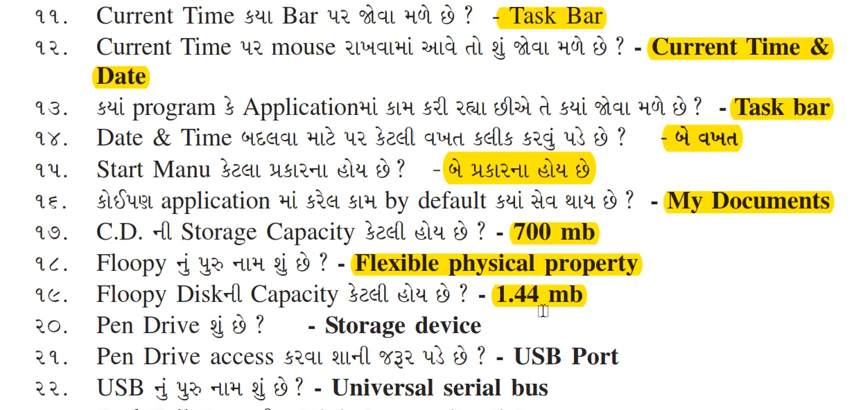 ૧૧. Current Time કયા Bar પર જોવા મળે છે ? - Task Bar
૧૨. Current Time પર mouse રાખવામાં આવે તો શું જોવા મળે છે ? - Current Time &
Date
૧૩. કયાં program કે Applicationમાં કામ કરી રહ્યા છીએ તે કયાં જોવા મળે છે ? - Task bar
૧૪. Date & Time બદલવા માટે પર કેટલી વખત કલીક કરવું પડે છે ? - બે વખત
૧૫. Start Manu કેટલા પ્રકારના હોય છે ? - બે પ્રકારના હોય છે
૧૬. કોઈપણ application માં કરેલ કામ by default કયાં સેવ થાય છે ? - My Documents
૧૭. C.D. ની Storage Capacity કેટલી હોય છે ? - 700 mb
૧૮. Floopy નું પુરુ નામ શું છે ? - Flexible physical property
૧૯. Floopy Diskની Capacity કેટલી હોય છે ? - 1.44 mb
૨૦. Pen Drive શું છે ? - Storage device
૨૧. Pen Drive access કરવા શાની જરૂર પડે છે ? - USB Port
૨૨. USB નું પુરુ નામ શું છે ? - Universal serial bus